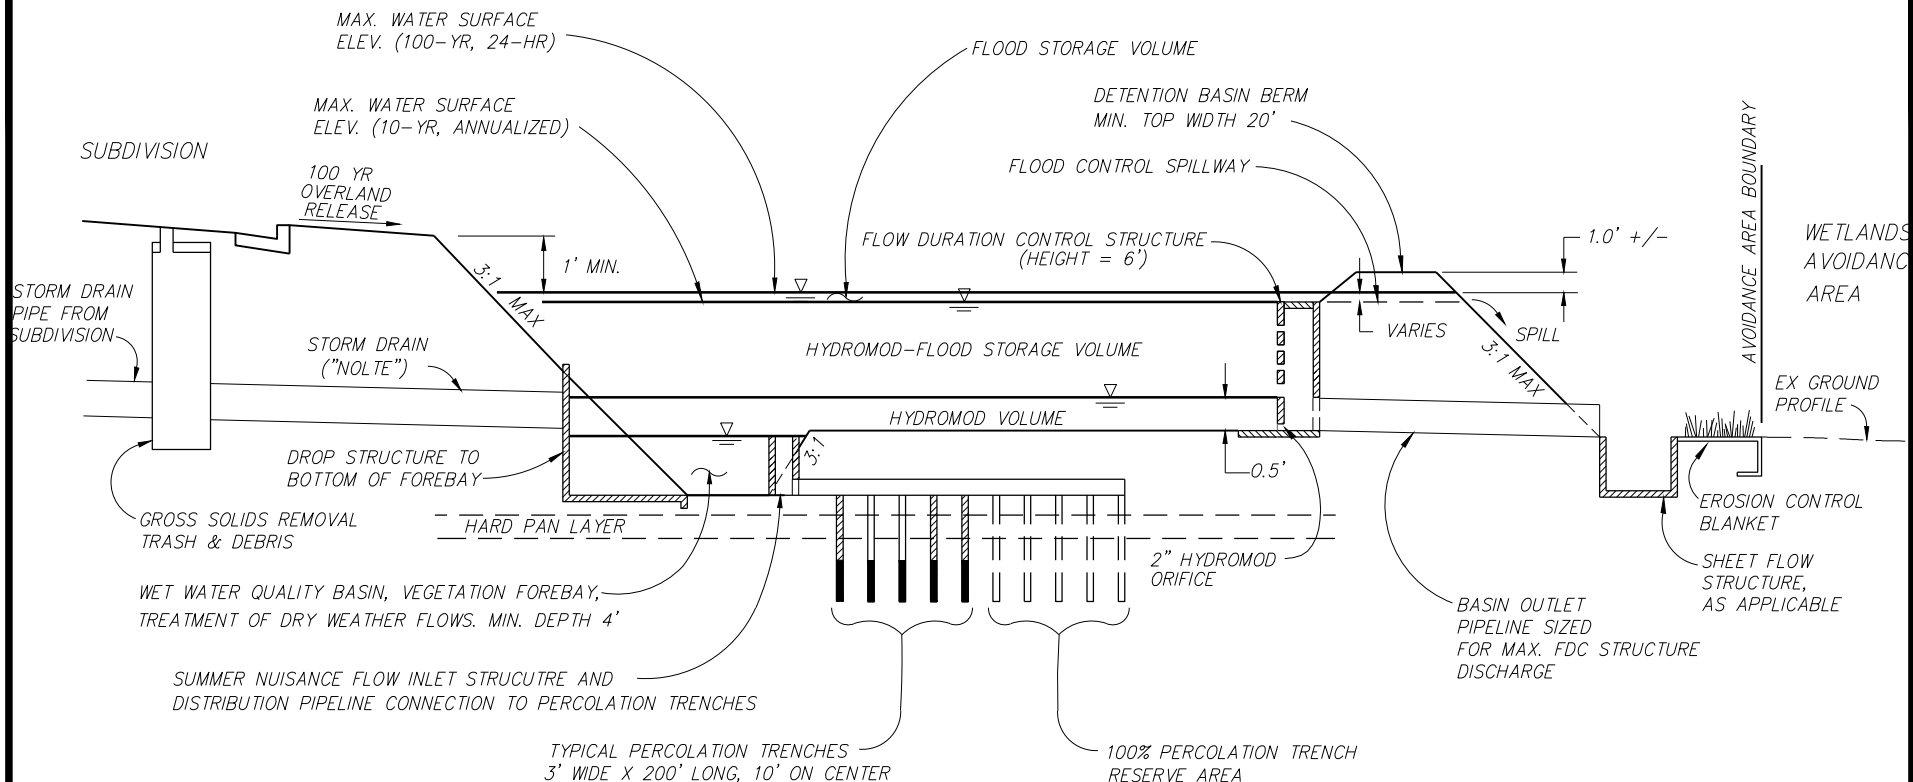 MAX. WATER SURFACE
ELEV. (100-YR, 24-HR)
FLOOD STORAGE VOLUME
MAX. WATER SURFACE
ELEV. (10-YR, ANNUALIZED)
DETENTION BASIN BERM
MIN. TOP WIDTH 20'
SUBDIVISION
100 YR
OVERLAND
RELEASE
FLOOD CONTROL SPILLWAY
AVOIDANCE AREA BOUNDARY
FLOW DURATION CONTROL STRUCTURE
(HEIGHT = 6')
1.0' +/-
WETLANDS
AVOIDANC
AREA
1' MIN.
3:1 MAX
STORM DRAIN
PIPE FROM
SUBDIVISION
VARIES
SPILL
3:1 MAX
STORM DRAIN
("NOLTE")
HYDROMOD-FLOOD STORAGE VOLUME
EX GROUND
PROFILE
HYDROMOD VOLUME
3:1
0.5'
DROP STRUCTURE TO
BOTTOM OF FOREBAY
GROSS SOLIDS REMOVAL
TRASH & DEBRIS
HARD PAN LAYER
EROSION CONTROL
BLANKET
2" HYDROMOD
ORIFICE
SHEET FLOW
STRUCTURE,
AS APPLICABLE
WET WATER QUALITY BASIN, VEGETATION FOREBAY,
TREATMENT OF DRY WEATHER FLOWS. MIN. DEPTH 4'
BASIN OUTLET
PIPELINE SIZED
FOR MAX. FDC STRUCTURE
DISCHARGE
SUMMER NUISANCE FLOW INLET STRUCUTRE AND
DISTRIBUTION PIPELINE CONNECTION TO PERCOLATION TRENCHES
TYPICAL PERCOLATION TRENCHES
3' WIDE X 200' LONG, 10' ON CENTER
100% PERCOLATION TRENCH
RESERVE AREA